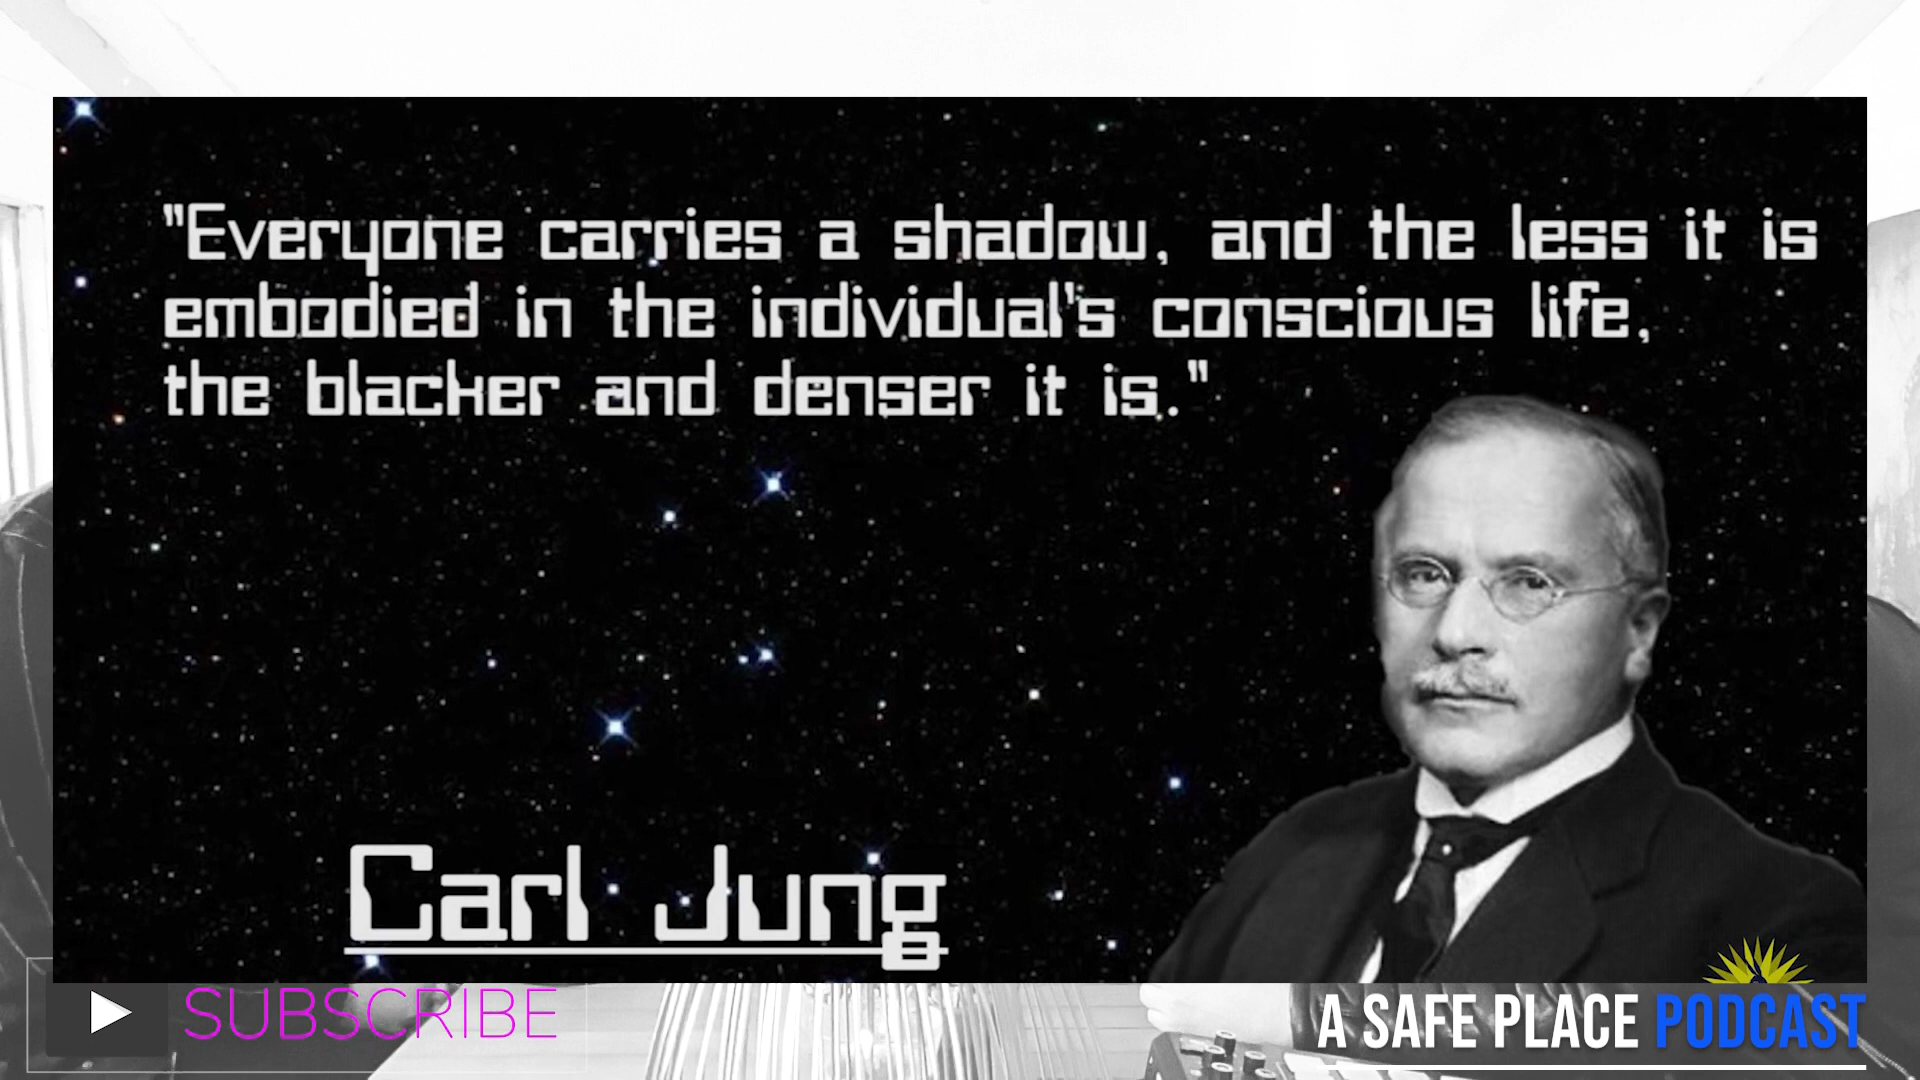 "Everyone carries a shadow, and the less it is
embodied in the individual's conscious life,
the blacker and denser it is."
Carl Jung
SUBSCRIBE
A SAFE PLACE PODCAST